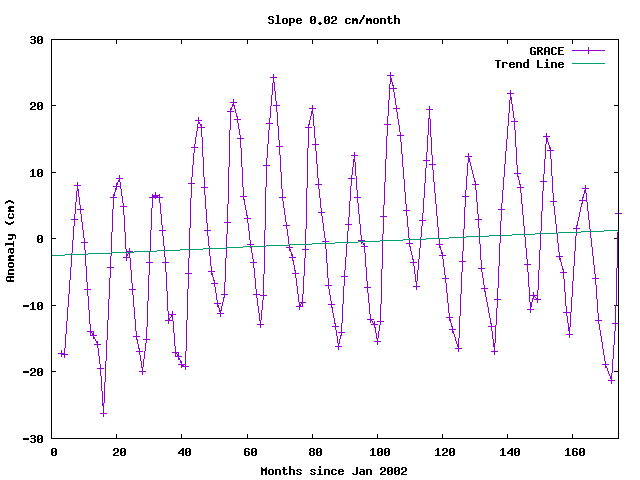 Slope 0.02 cm/month
30
20
10
0
-10
-20
-30
Anomaly (cm)
GRACE
Trend Line
0 20 40 60 80 100 120 140 160
Months since Jan 2002